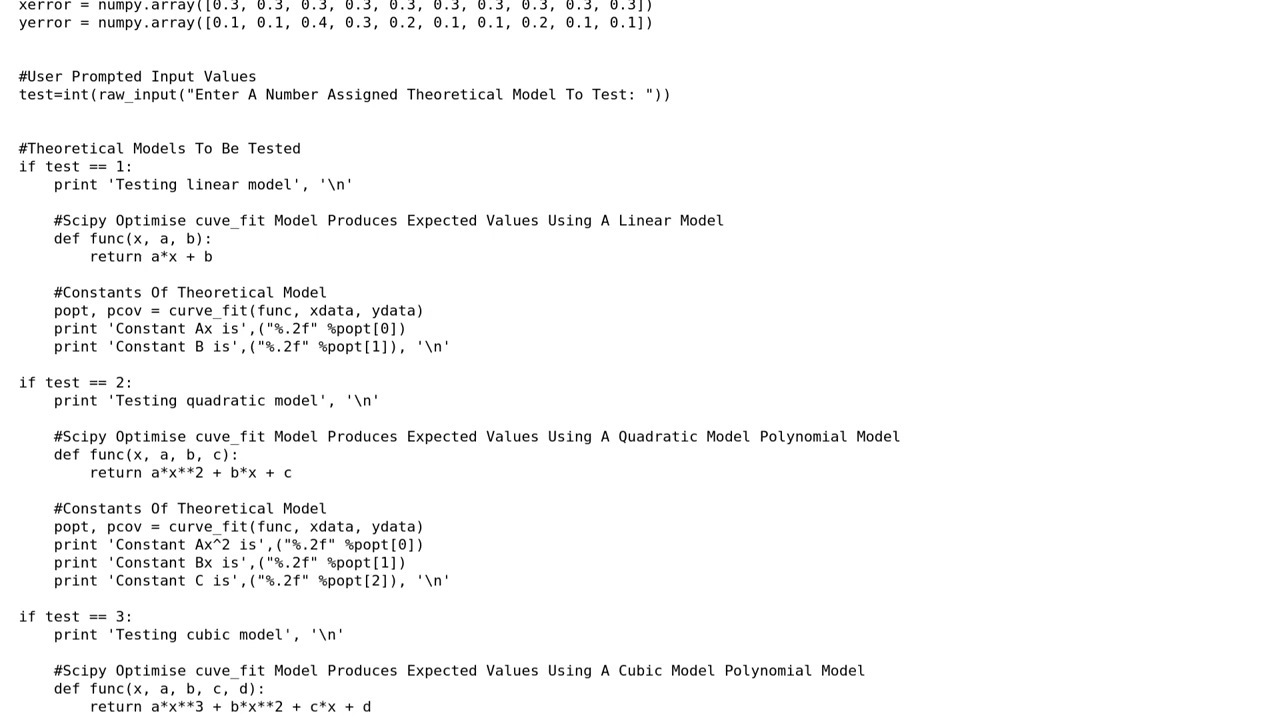 xerror = numpy.array([0.3, 0.3, 0.3, 0.3, 0.3, 0.3, 0.3, 0.3, 0.3, 0.3])
yerror = numpy.array([0.1, 0.1, 0.4, 0.3, 0.2, 0.1, 0.1, 0.2, 0.1, 0.1])
#User Prompted Input Values
test=int(raw_input("Enter A Number Assigned Theoretical Model To Test: "))
#Theoretical Models To Be Tested
if test == 1:
    print 'Testing linear model', '\n'
    #Scipy Optimise cuve_fit Model Produces Expected Values Using A Linear Model
    def func(x, a, b):
        return a*x + b
    #Constants Of Theoretical Model
    popt, pcov = curve_fit(func, xdata, ydata)
    print 'Constant Ax is',("%.2f" %popt[0])
    print 'Constant B is',("%.2f" %popt[1]), '\n'
if test == 2:
    print 'Testing quadratic model', '\n'
    #Scipy Optimise cuve_fit Model Produces Expected Values Using A Quadratic Model Polynomial Model
    def func(x, a, b, c):
        return a*x**2 + b*x + c
    #Constants Of Theoretical Model
    popt, pcov = curve_fit(func, xdata, ydata)
    print 'Constant Ax^2 is',("%.2f" %popt[0])
    print 'Constant Bx is',("%.2f" %popt[1])
    print 'Constant C is',("%.2f" %popt[2]), '\n'
if test == 3:
    print 'Testing cubic model', '\n'
    #Scipy Optimise cuve_fit Model Produces Expected Values Using A Cubic Model Polynomial Model
    def func(x, a, b, c, d):
        return a*x**3 + b*x**2 + c*x + d